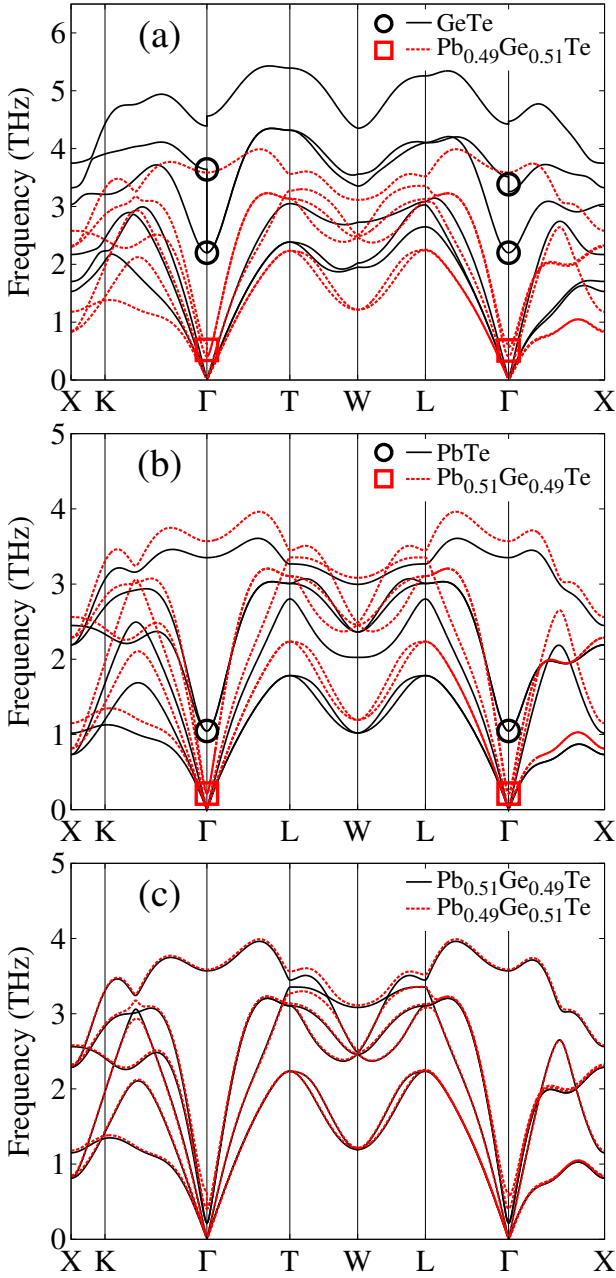 (a)
GeTe
Pb0.49Ge0.51Te
Frequency (THz)
6
5
4
3
2
1
0
X K Γ T W L Γ X
(b)
PbTe
Pb0.51Ge0.49Te
Frequency (THz)
5
4
3
2
1
0
X K Γ L W L Γ X
(c)
Pb0.51Ge0.49Te
Pb0.49Ge0.51Te
Frequency (THz)
5
4
3
2
1
0
X K Γ T W L Γ X